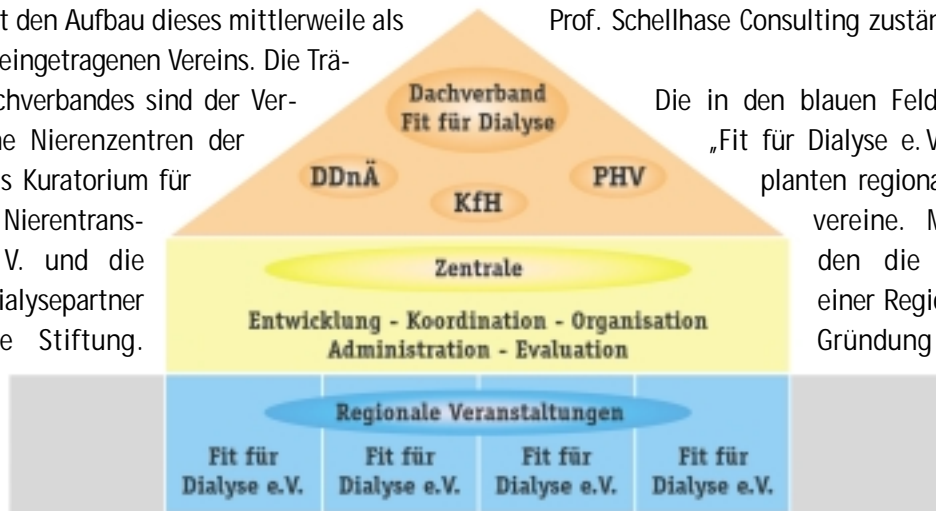 t den Aufbau dieses mittlerweile als
eingetragenen Vereins. Die Trä-
chverbandes sind der Ver-
e Nierenzentren der
s Kuratorium für
Nierentrans-
V. und die
ialysepartner
e Stiftung.
Prof. Schellhase Consulting zustän
Die in den blauen Feld
„Fit für Dialyse e.V
planten regiona
vereine. M
den die
einer Regio
Gründung
Dachverband
Fit für Dialyse
DDnÄ
KfH
PHV
Zentrale
Entwicklung - Koordination - Organisation
Administration - Evaluation
Regionale Veranstaltungen
Fit für
Dialyse e.V.
Fit für
Dialyse e.V.
Fit für
Dialyse e.V.
Fit für
Dialyse e.V.